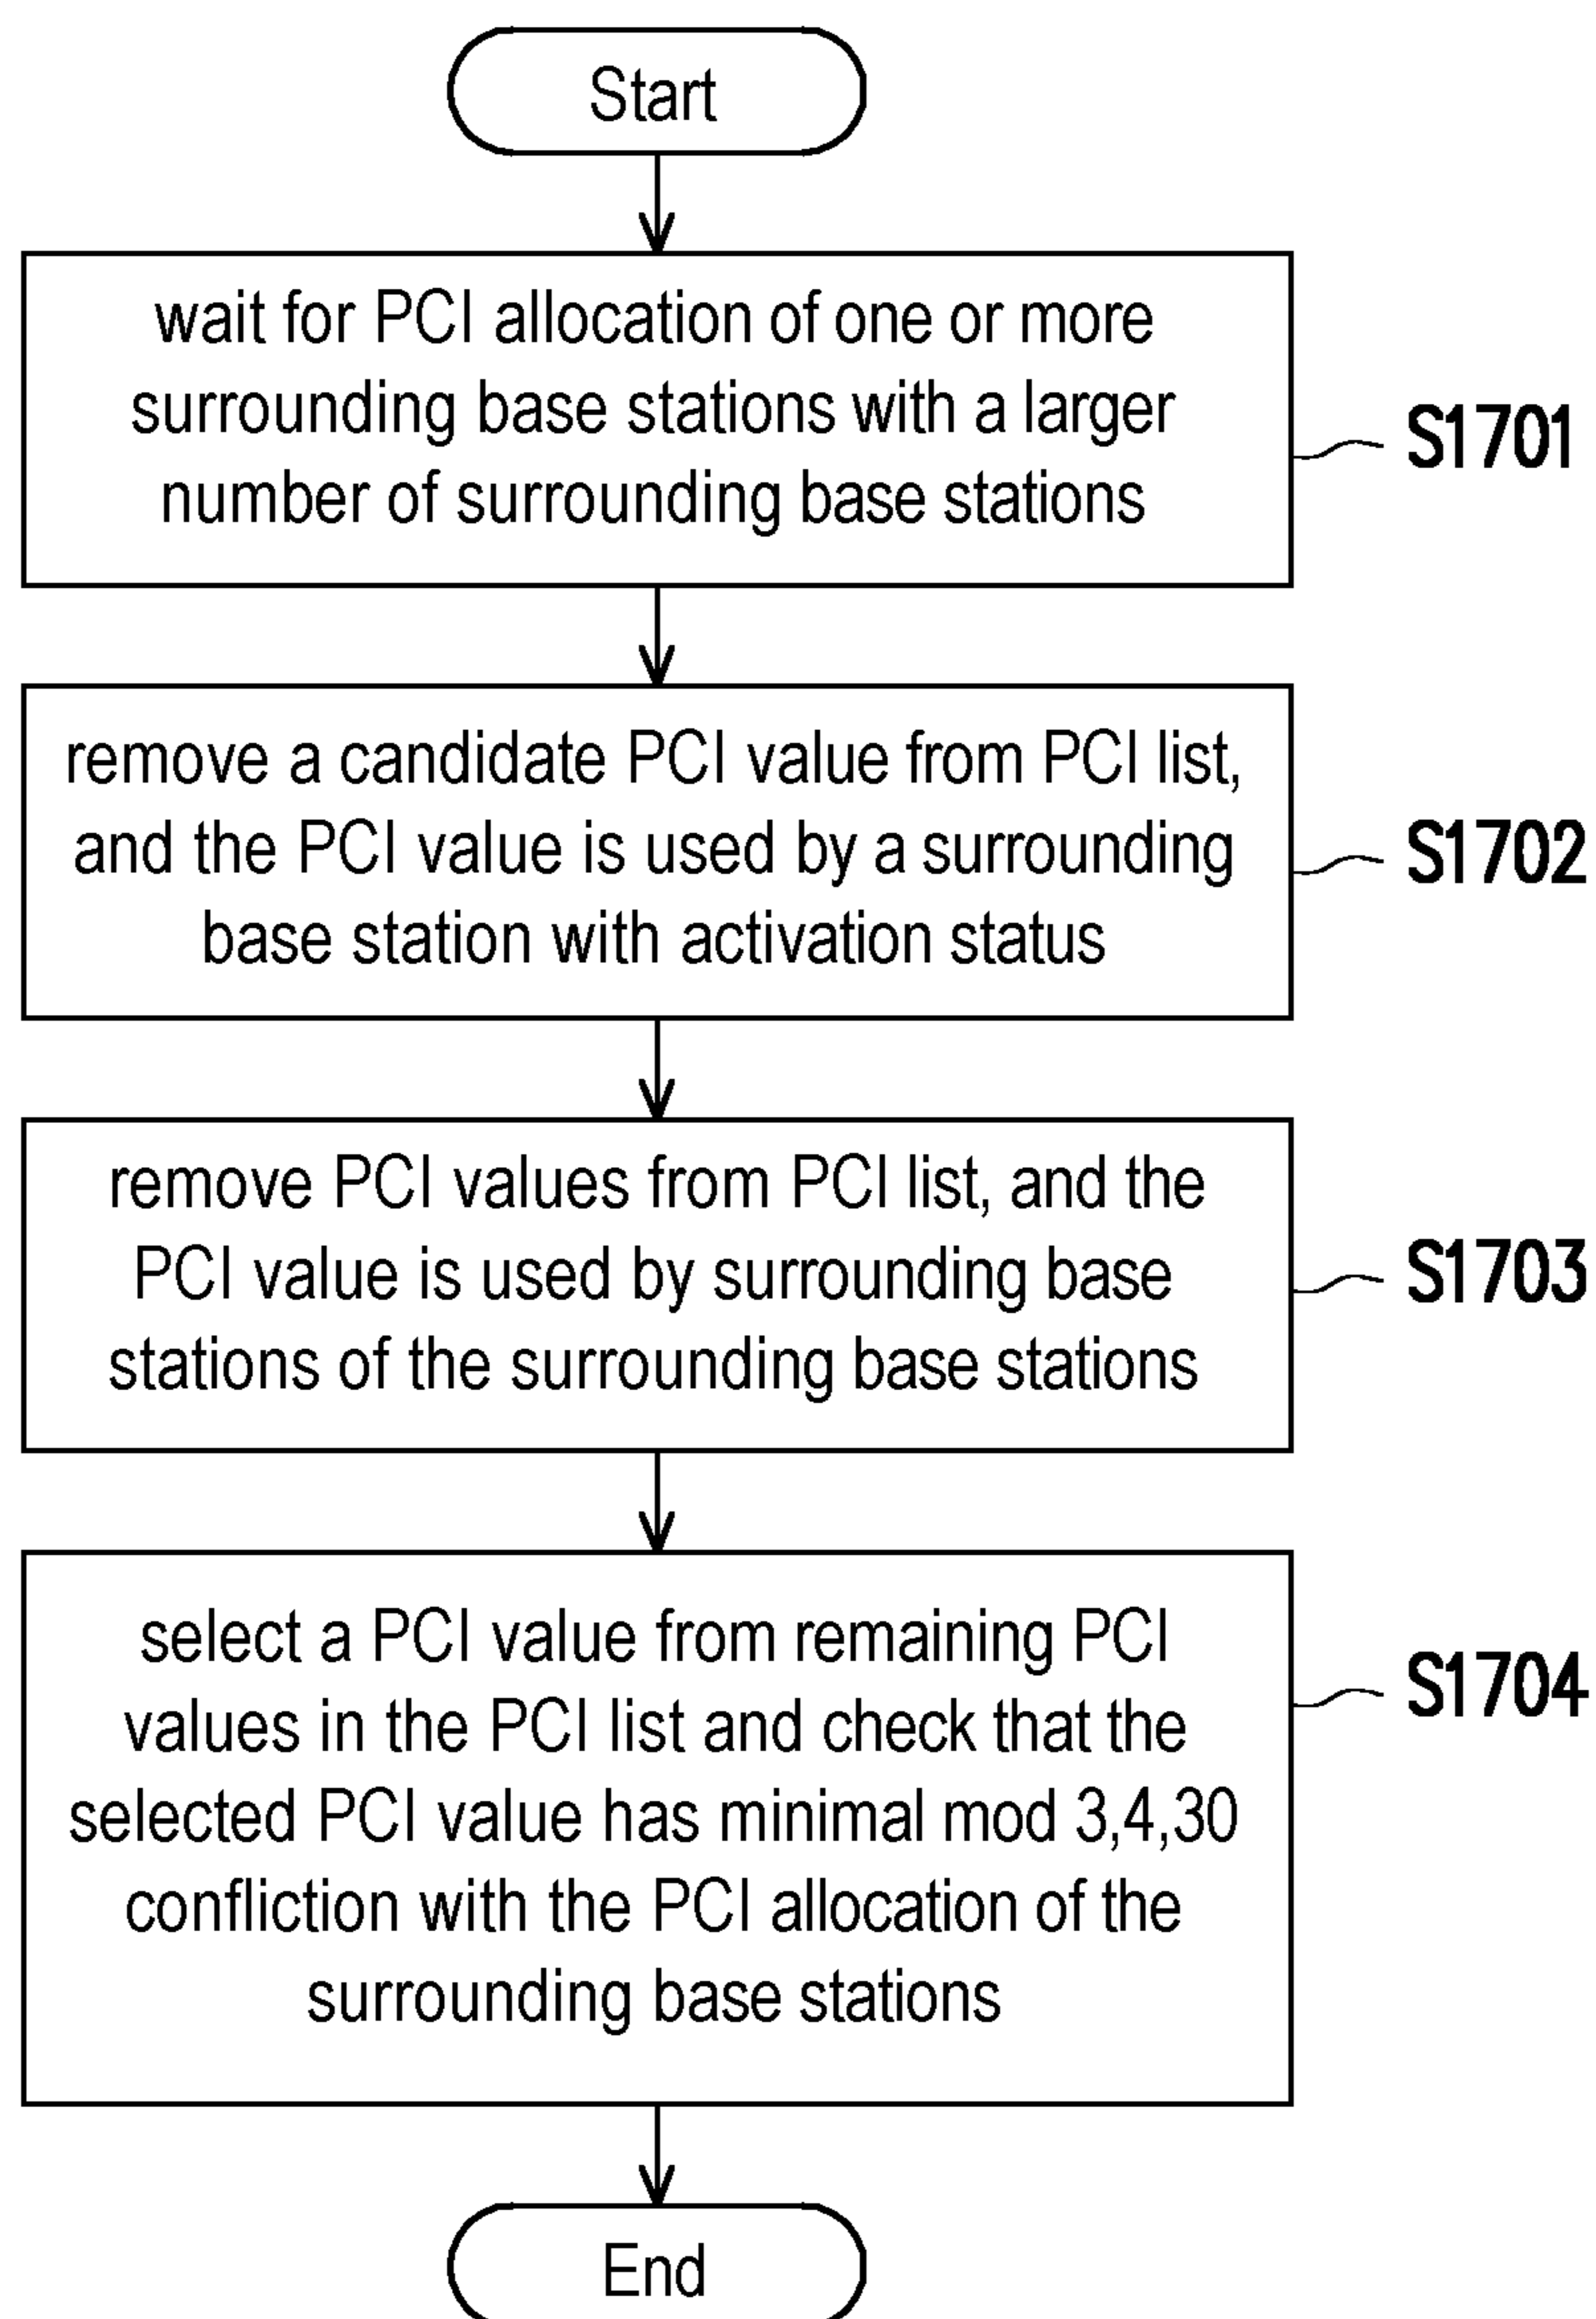 Start
wait for PCI allocation of one or more
surrounding base stations with a larger
number of surrounding base stations
S1701
remove a candidate PCI value from PCI list,
and the PCI value is used by a surrounding
base station with activation status
S1702
remove PCI values from PCI list, and the
PCI value is used by surrounding base
stations of the surrounding base stations
S1703
select a PCI value from remaining PCI
values in the PCI list and check that the
selected PCI value has minimal mod 3,4,30
confliction with the PCI allocation of the
surrounding base stations
S1704
End